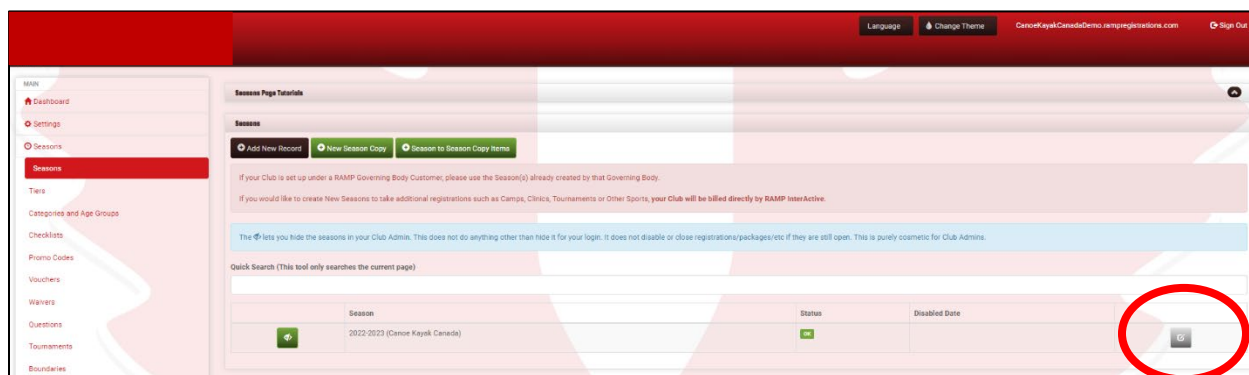 Language
Change Theme
CanoeKayakCanadaDemo.rampregistrations.com
Sign Out
MAIN
Dashboard
Settings
Seasons
Seasons
Tiers
Categories and Age Groups
Checklists
Promo Codes
Vouchers
Waivers
Questions
Tournaments
Boundaries
Seasons Page Tutorials
Seasons
Add New Record
New Season Copy
Season to Season Copy Items
If your Club is set up under a RAMP Governing Body Customer, please use the Season(s) already created by that Governing Body.
If you would like to create New Seasons to take additional registrations such as Camps, Clinics, Tournaments or Other Sports, your Club will be billed directly by RAMP InterActive.
The lets you hide the seasons in your Club Admin. This does not do anything other than hide it for your login. It does not disable or close registrations/packages/etc if they are still open. This is purely cosmetic for Club Admins.
Quick Search (This tool only searches the current page)
Season Status Disabled Date
2022-2023 (Canoe Kayak Canada)